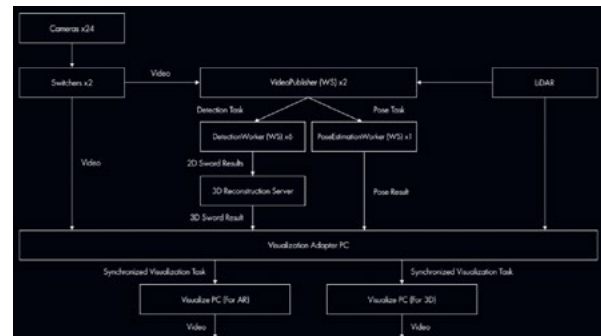 Cameras x24
Switchers x2
Video
VideoPublisher (WS) x2
LiDAR
Detection Task
Pose Task
DetectionWorker (WS) x6
PoseEstimationWorker (WS) x1
Video
2D Sword Results
3D Reconstruction Server
Pose Result
3D Sword Result
Visualization Adapter PC
Synchronized Visualization Task
Synchronized Visualization Task
Visualize PC (For AR)
Visualize PC (For 3D)
Video
Video